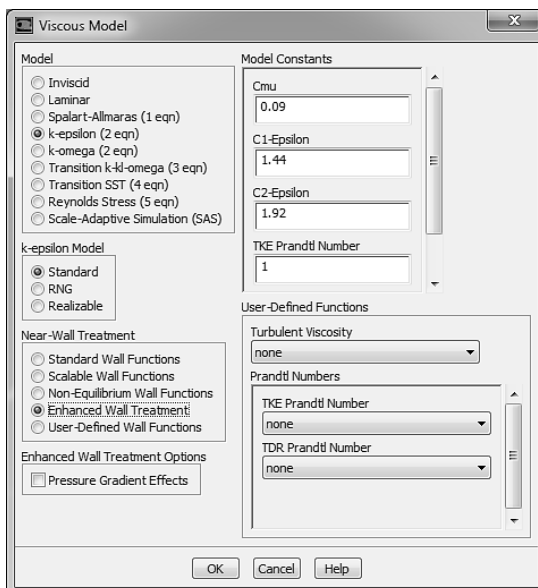 Viscous Model
Model
Inviscid
Laminar
Spalart-Allmaras (1 eqn)
k-epsilon (2 eqn)
k-omega (2 eqn)
Transition k-kl-omega (3 eqn)
Transition SST (4 eqn)
Reynolds Stress (5 eqn)
Scale-Adaptive Simulation (SAS)
k-epsilon Model
Standard
RNG
Realizable
Near-Wall Treatment
Standard Wall Functions
Scalable Wall Functions
Non-Equilibrium Wall Functions
Enhanced Wall Treatment
User-Defined Wall Functions
Enhanced Wall Treatment Options
Pressure Gradient Effects
Model Constants
Cmu
0.09
C1-Epsilon
1.44
C2-Epsilon
1.92
TKE Prandtl Number
1
User-Defined Functions
Turbulent Viscosity
none
Prandtl Numbers
TKE Prandtl Number
none
TDR Prandtl Number
none
OK
Cancel
Help